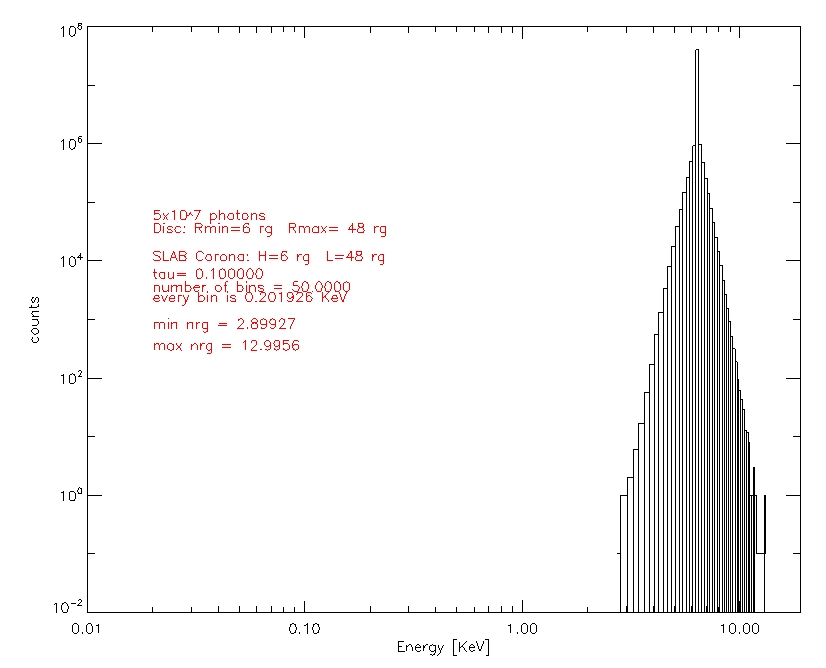 10^8
10^6
10^4
10^2
10^0
10^-2
counts
5x10^7 photons
Disc: Rmin=6 rg Rmax= 48 rg
SLAB Corona: H=6 rg L=48 rg
tau= 0.100000
number of bins = 50.0000
every bin is 0.201926 KeV
min nrg = 2.89927
max nrg = 12.9956
0.01 0.10 1.00 10.00
Energy [KeV]